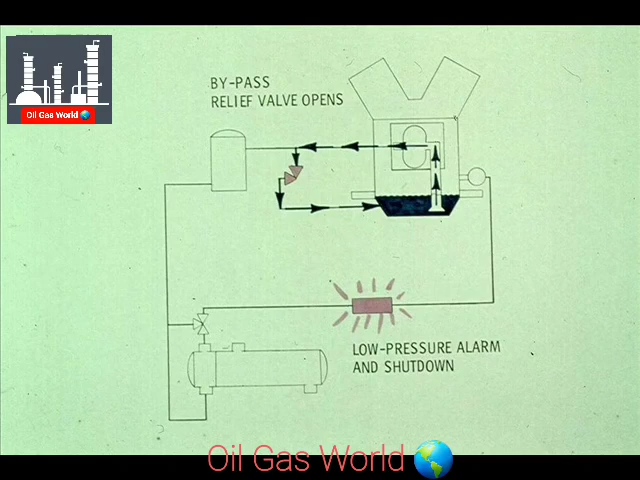 Oil Gas World
BY-PASS
RELIEF VALVE OPENS
LOW-PRESSURE ALARM
AND SHUTDOWN
Oil Gas World